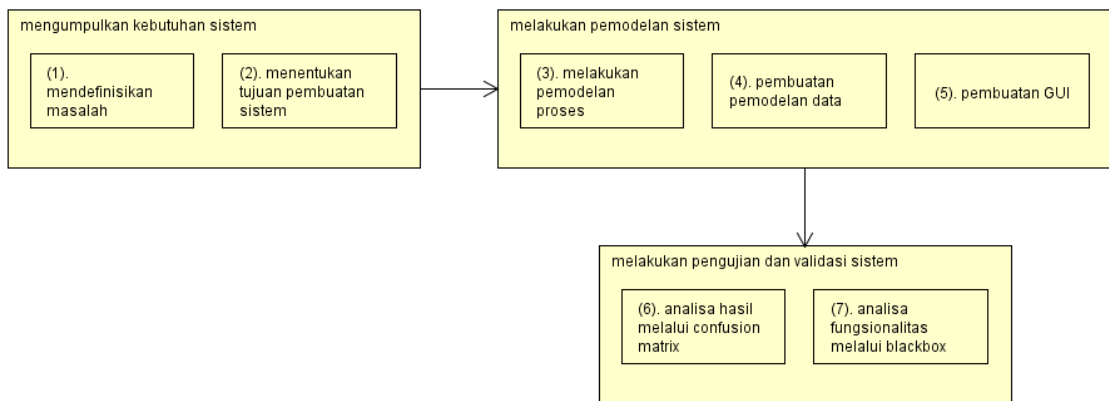 mengumpulkan kebutuhan sistem
(1).
mendefinisikan
masalah
(2). menentukan
tujuan pembuatan
sistem
melakukan pemodelan sistem
(3). melakukan
pemodelan
proses
(4). pembuatan
pemodelan data
(5). pembuatan GUI
melakukan pengujian dan validasi sistem
(6). analisa hasil
melalui confusion
matrix
(7). analisa
fungsionalitas
melalui blackbox